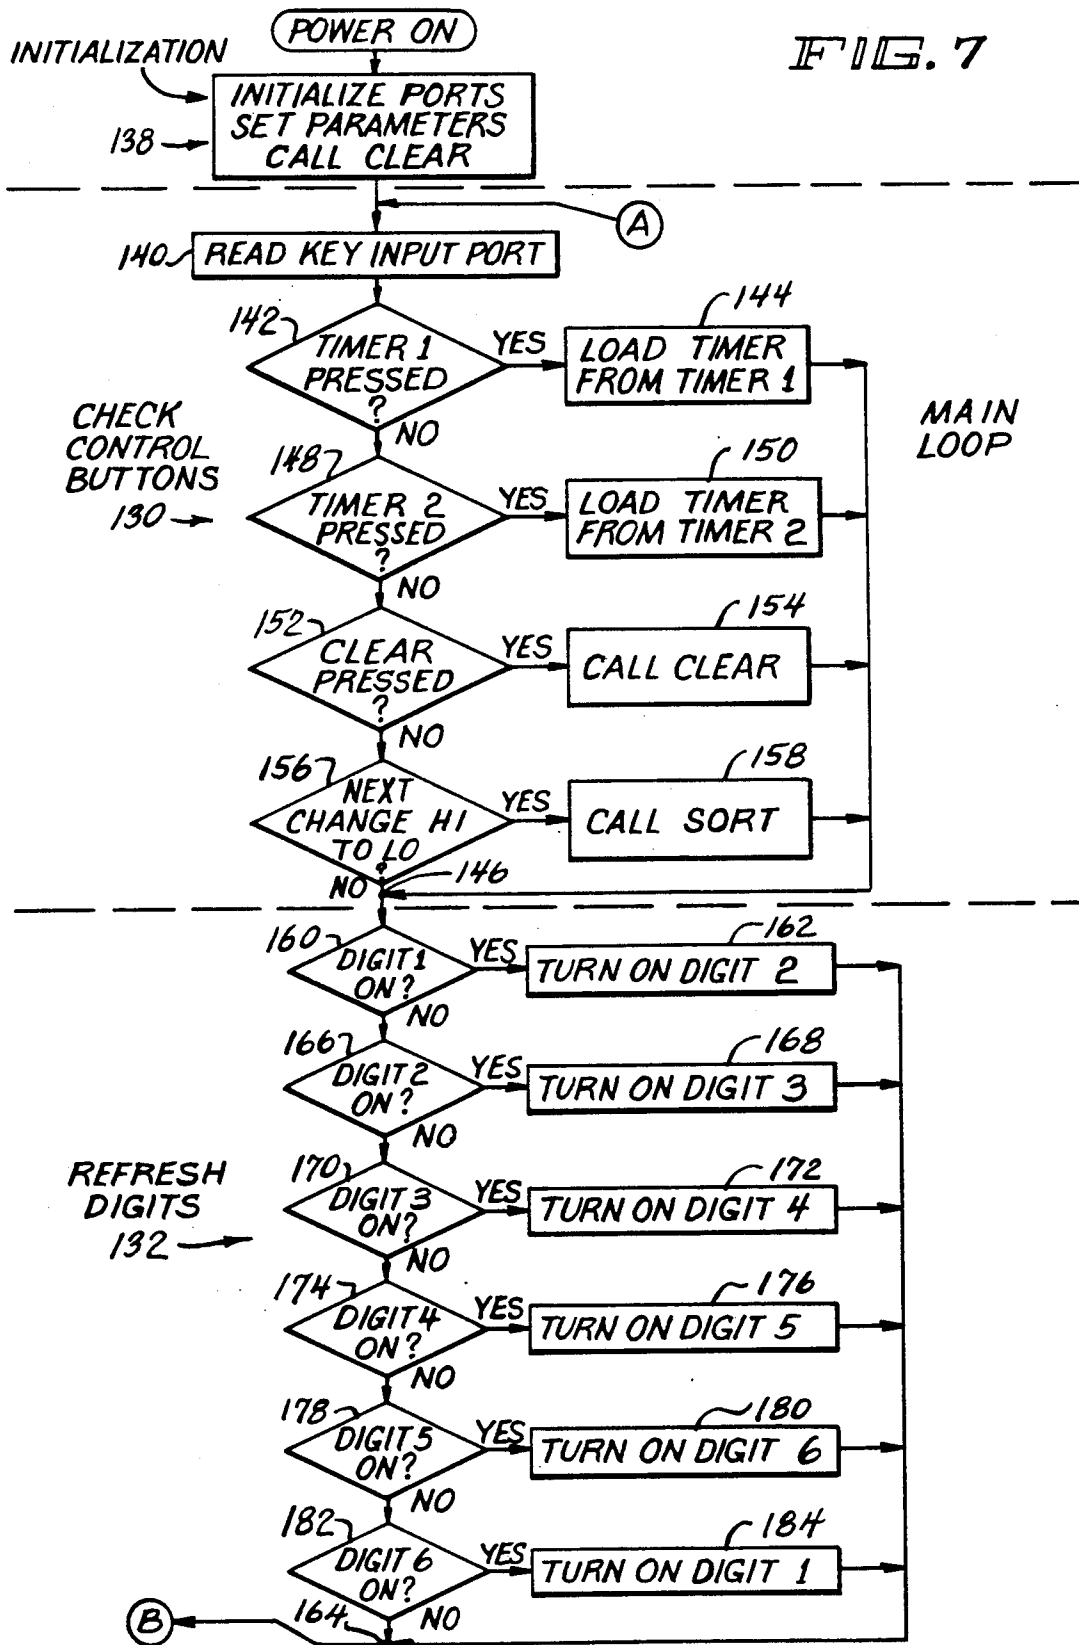 POWER ON
FIG. 7
INITIALIZATION
INITIALIZE PORTS
SET PARAMETERS
CALL CLEAR
138
A
140
READ KEY INPUT PORT
142
TIMER 1
PRESSED
?
YES
144
LOAD TIMER
FROM TIMER 1
NO
CHECK
CONTROL
BUTTONS
130
MAIN
LOOP
148
TIMER 2
PRESSED
?
YES
150
LOAD TIMER
FROM TIMER 2
NO
152
CLEAR
PRESSED
?
YES
154
CALL CLEAR
NO
156
NEXT
CHANGE HI
TO LO
?
YES
158
CALL SORT
NO
146
160
DIGIT 1
ON?
YES
162
TURN ON DIGIT 2
NO
166
DIGIT 2
ON?
YES
168
TURN ON DIGIT 3
NO
REFRESH
DIGITS
132
170
DIGIT 3
ON?
YES
172
TURN ON DIGIT 4
NO
174
DIGIT 4
ON?
YES
176
TURN ON DIGIT 5
NO
178
DIGIT 5
ON?
YES
180
TURN ON DIGIT 6
NO
182
DIGIT 6
ON?
YES
184
TURN ON DIGIT 1
NO
164
B